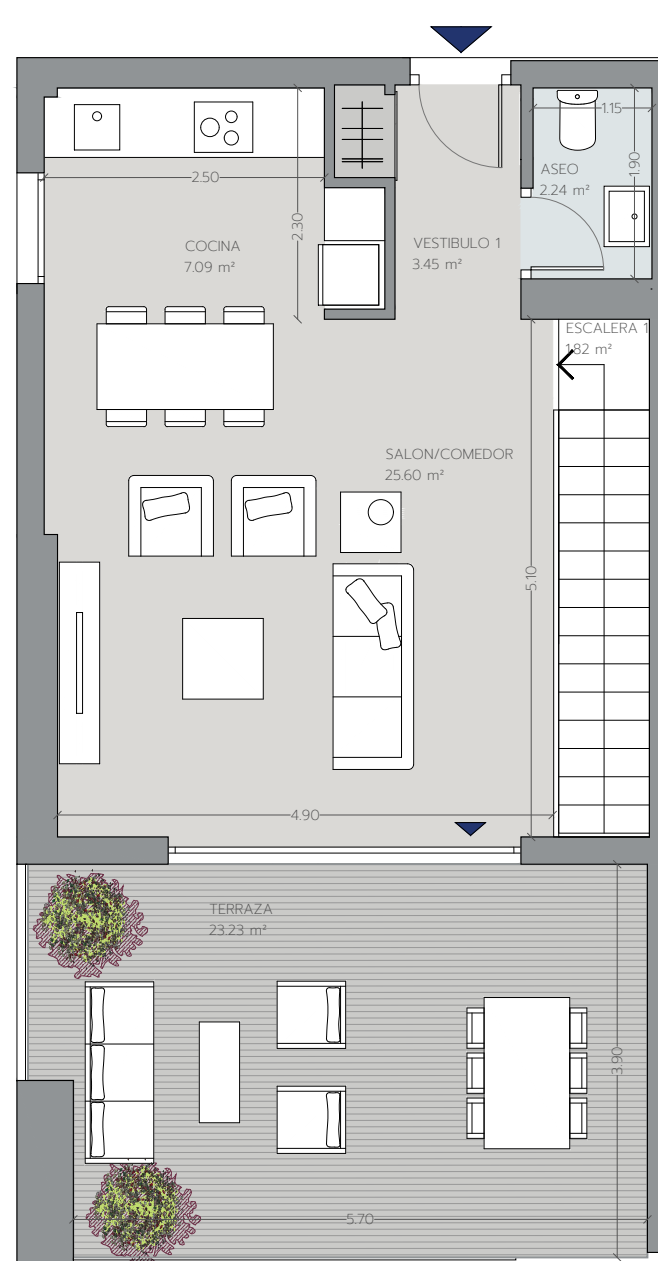 1.15
ASEO
2.24 m²
1.90
2.50
2.30
COCINA
7.09 m²
VESTIBULO 1
3.45 m²
ESCALERA 1
1.82 m²
SALON/COMEDOR
25.60 m²
5.10
4.90
TERRAZA
23.23 m²
3.90
5.70